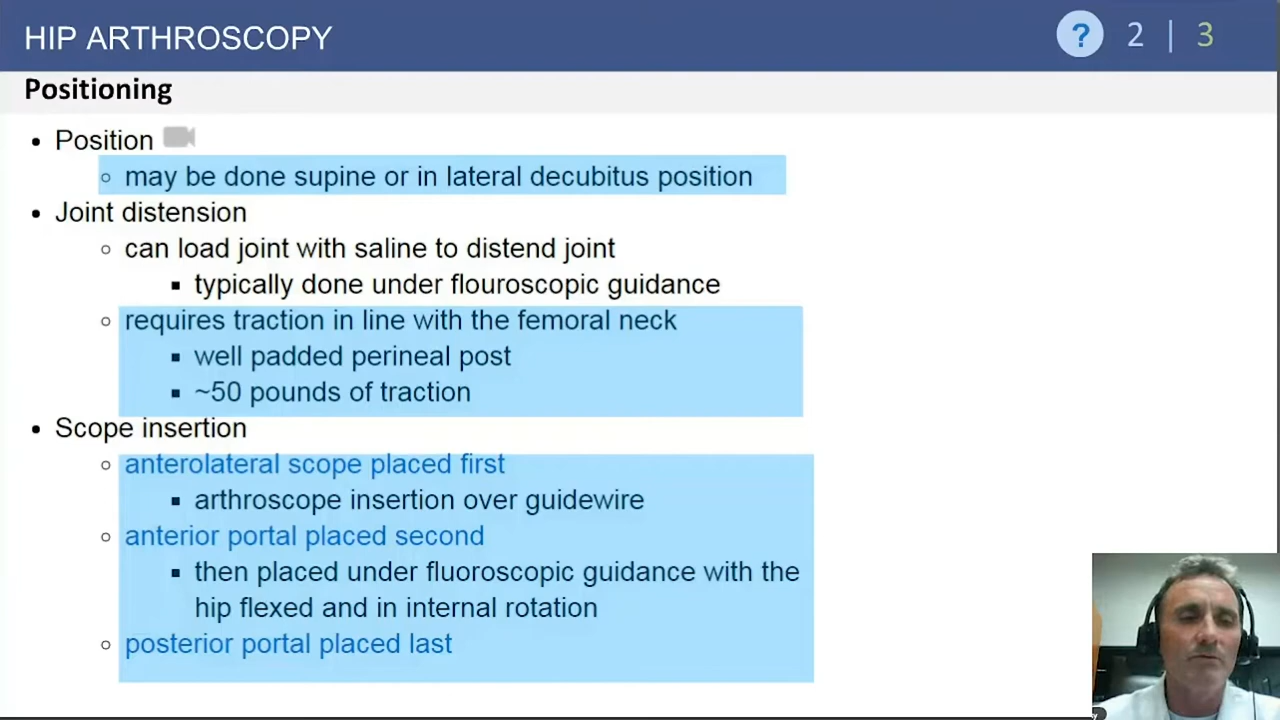 HIP ARTHROSCOPY
? 2 | 3
Positioning
• Position
○ may be done supine or in lateral decubitus position
• Joint distension
○ can load joint with saline to distend joint
▪ typically done under flouroscopic guidance
○ requires traction in line with the femoral neck
▪ well padded perineal post
▪ ~50 pounds of traction
• Scope insertion
○ anterolateral scope placed first
▪ arthroscope insertion over guidewire
○ anterior portal placed second
▪ then placed under fluoroscopic guidance with the
hip flexed and in internal rotation
○ posterior portal placed last